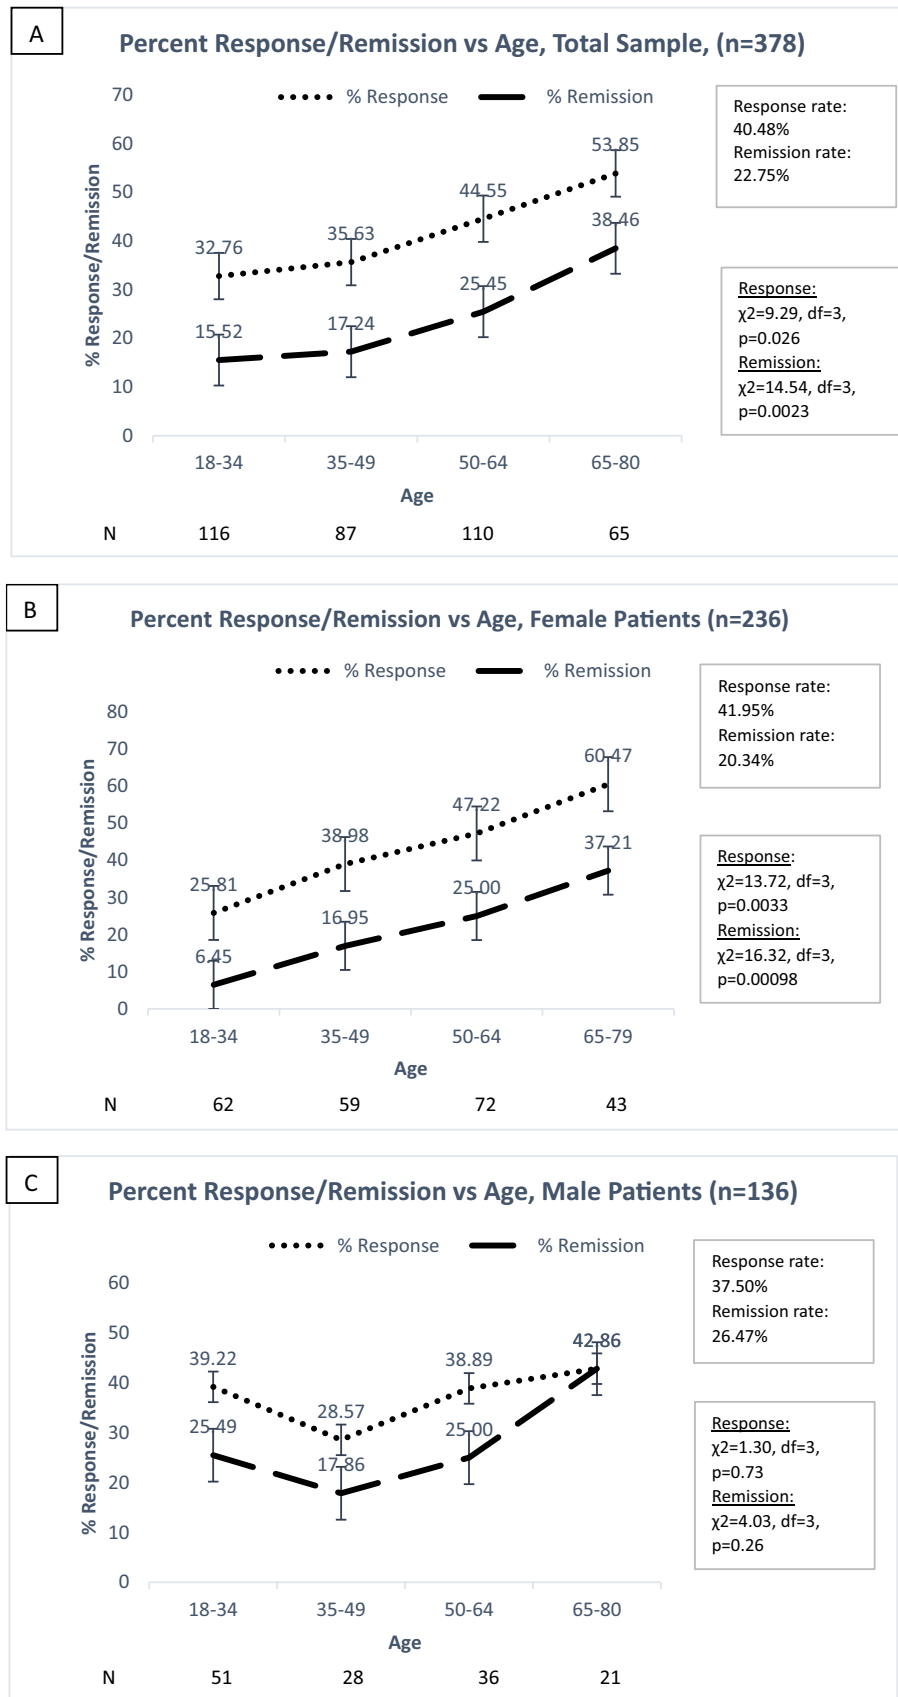 A
Percent Response/Remission vs Age, Total Sample, (n=378)
% Response % Remission
Response rate:
40.48%
Remission rate:
22.75%
Response:
χ2=9.29, df=3,
p=0.026
Remission:
χ2=14.54, df=3,
p=0.0023
% Response/Remission
70
60
50
40
30
20
10
0
32.76
35.63
44.55
53.85
15.52
17.24
25.45
38.46
18-34 35-49 50-64 65-80
Age
N 116 87 110 65
B
Percent Response/Remission vs Age, Female Patients (n=236)
% Response % Remission
Response rate:
41.95%
Remission rate:
20.34%
Response:
χ2=13.72, df=3,
p=0.0033
Remission:
χ2=16.32, df=3,
p=0.00098
% Response/Remission
80
70
60
50
40
30
20
10
0
25.81
38.98
47.22
60.47
6.45
16.95
25.00
37.21
18-34 35-49 50-64 65-79
Age
N 62 59 72 43
C
Percent Response/Remission vs Age, Male Patients (n=136)
% Response % Remission
Response rate:
37.50%
Remission rate:
26.47%
Response:
χ2=1.30, df=3,
p=0.73
Remission:
χ2=4.03, df=3,
p=0.26
% Response/Remission
60
50
40
30
20
10
0
39.22
28.57
38.89
42.86
25.49
17.86
25.00
42.86
18-34 35-49 50-64 65-80
Age
N 51 28 36 21